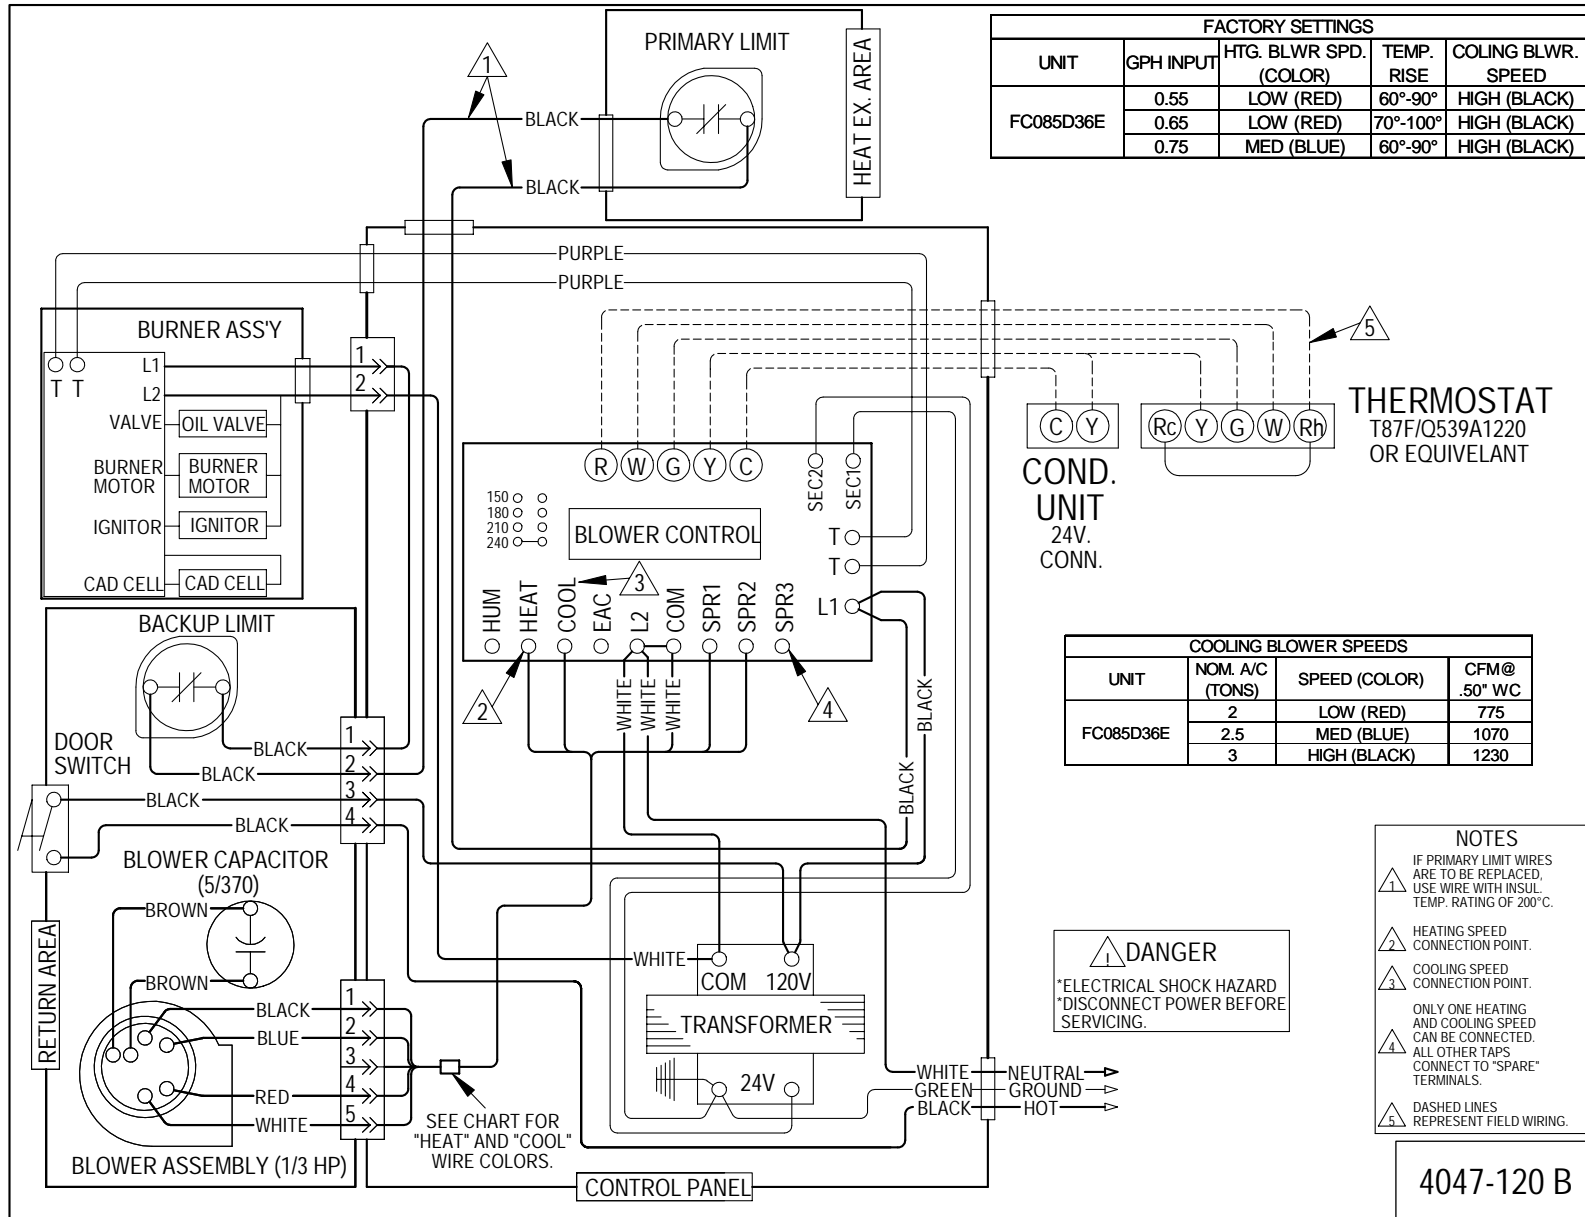 PRIMARY LIMIT
HEAT EX. AREA
1
BLACK
BLACK
FACTORY SETTINGS
UNIT GPH INPUT HTG. BLWR SPD. (COLOR) TEMP. RISE COLING BLWR. SPEED
FC085D36E
0.55 LOW (RED) 60°-90° HIGH (BLACK)
0.65 LOW (RED) 70°-100° HIGH (BLACK)
0.75 MED (BLUE) 60°-90° HIGH (BLACK)
PURPLE
PURPLE
BURNER ASS'Y
T T
L1
L2
VALVE OIL VALVE
BURNER MOTOR
BURNER MOTOR
IGNITOR IGNITOR
CAD CELL CAD CELL
1
2
5
C Y
COND.
UNIT
24V.
CONN.
Rc Y G W Rh
THERMOSTAT
T87F/Q539A1220
OR EQUIVELANT
R W G Y C
SEC2 SEC1
150
180
210
240
BLOWER CONTROL
T
T
L1
3
HUM HEAT COOL EAC L2 COM SPR1 SPR2 SPR3
2
4
WHITE WHITE WHITE
BLACK
BLACK
BACKUP LIMIT
DOOR
SWITCH
BLACK
BLACK
BLACK
BLACK
1
2
3
4
COOLING BLOWER SPEEDS
UNIT NOM. A/C (TONS) SPEED (COLOR) CFM@ .50" WC
FC085D36E
2 LOW (RED) 775
2.5 MED (BLUE) 1070
3 HIGH (BLACK) 1230
BLOWER CAPACITOR
(5/370)
BROWN
BROWN
RETURN AREA
BLACK
BLUE
RED
WHITE
1
2
3
4
5
BLOWER ASSEMBLY (1/3 HP)
SEE CHART FOR
"HEAT" AND "COOL"
WIRE COLORS.
WHITE
COM 120V
TRANSFORMER
24V
WHITE NEUTRAL
GREEN GROUND
BLACK HOT
CONTROL PANEL
! DANGER
*ELECTRICAL SHOCK HAZARD
*DISCONNECT POWER BEFORE
SERVICING.
NOTES
1 IF PRIMARY LIMIT WIRES
ARE TO BE REPLACED,
USE WIRE WITH INSUL.
TEMP. RATING OF 200°C.
2 HEATING SPEED
CONNECTION POINT.
3 COOLING SPEED
CONNECTION POINT.
4 ONLY ONE HEATING
AND COOLING SPEED
CAN BE CONNECTED.
ALL OTHER TAPS
CONNECT TO "SPARE"
TERMINALS.
5 DASHED LINES
REPRESENT FIELD WIRING.
4047-120 B